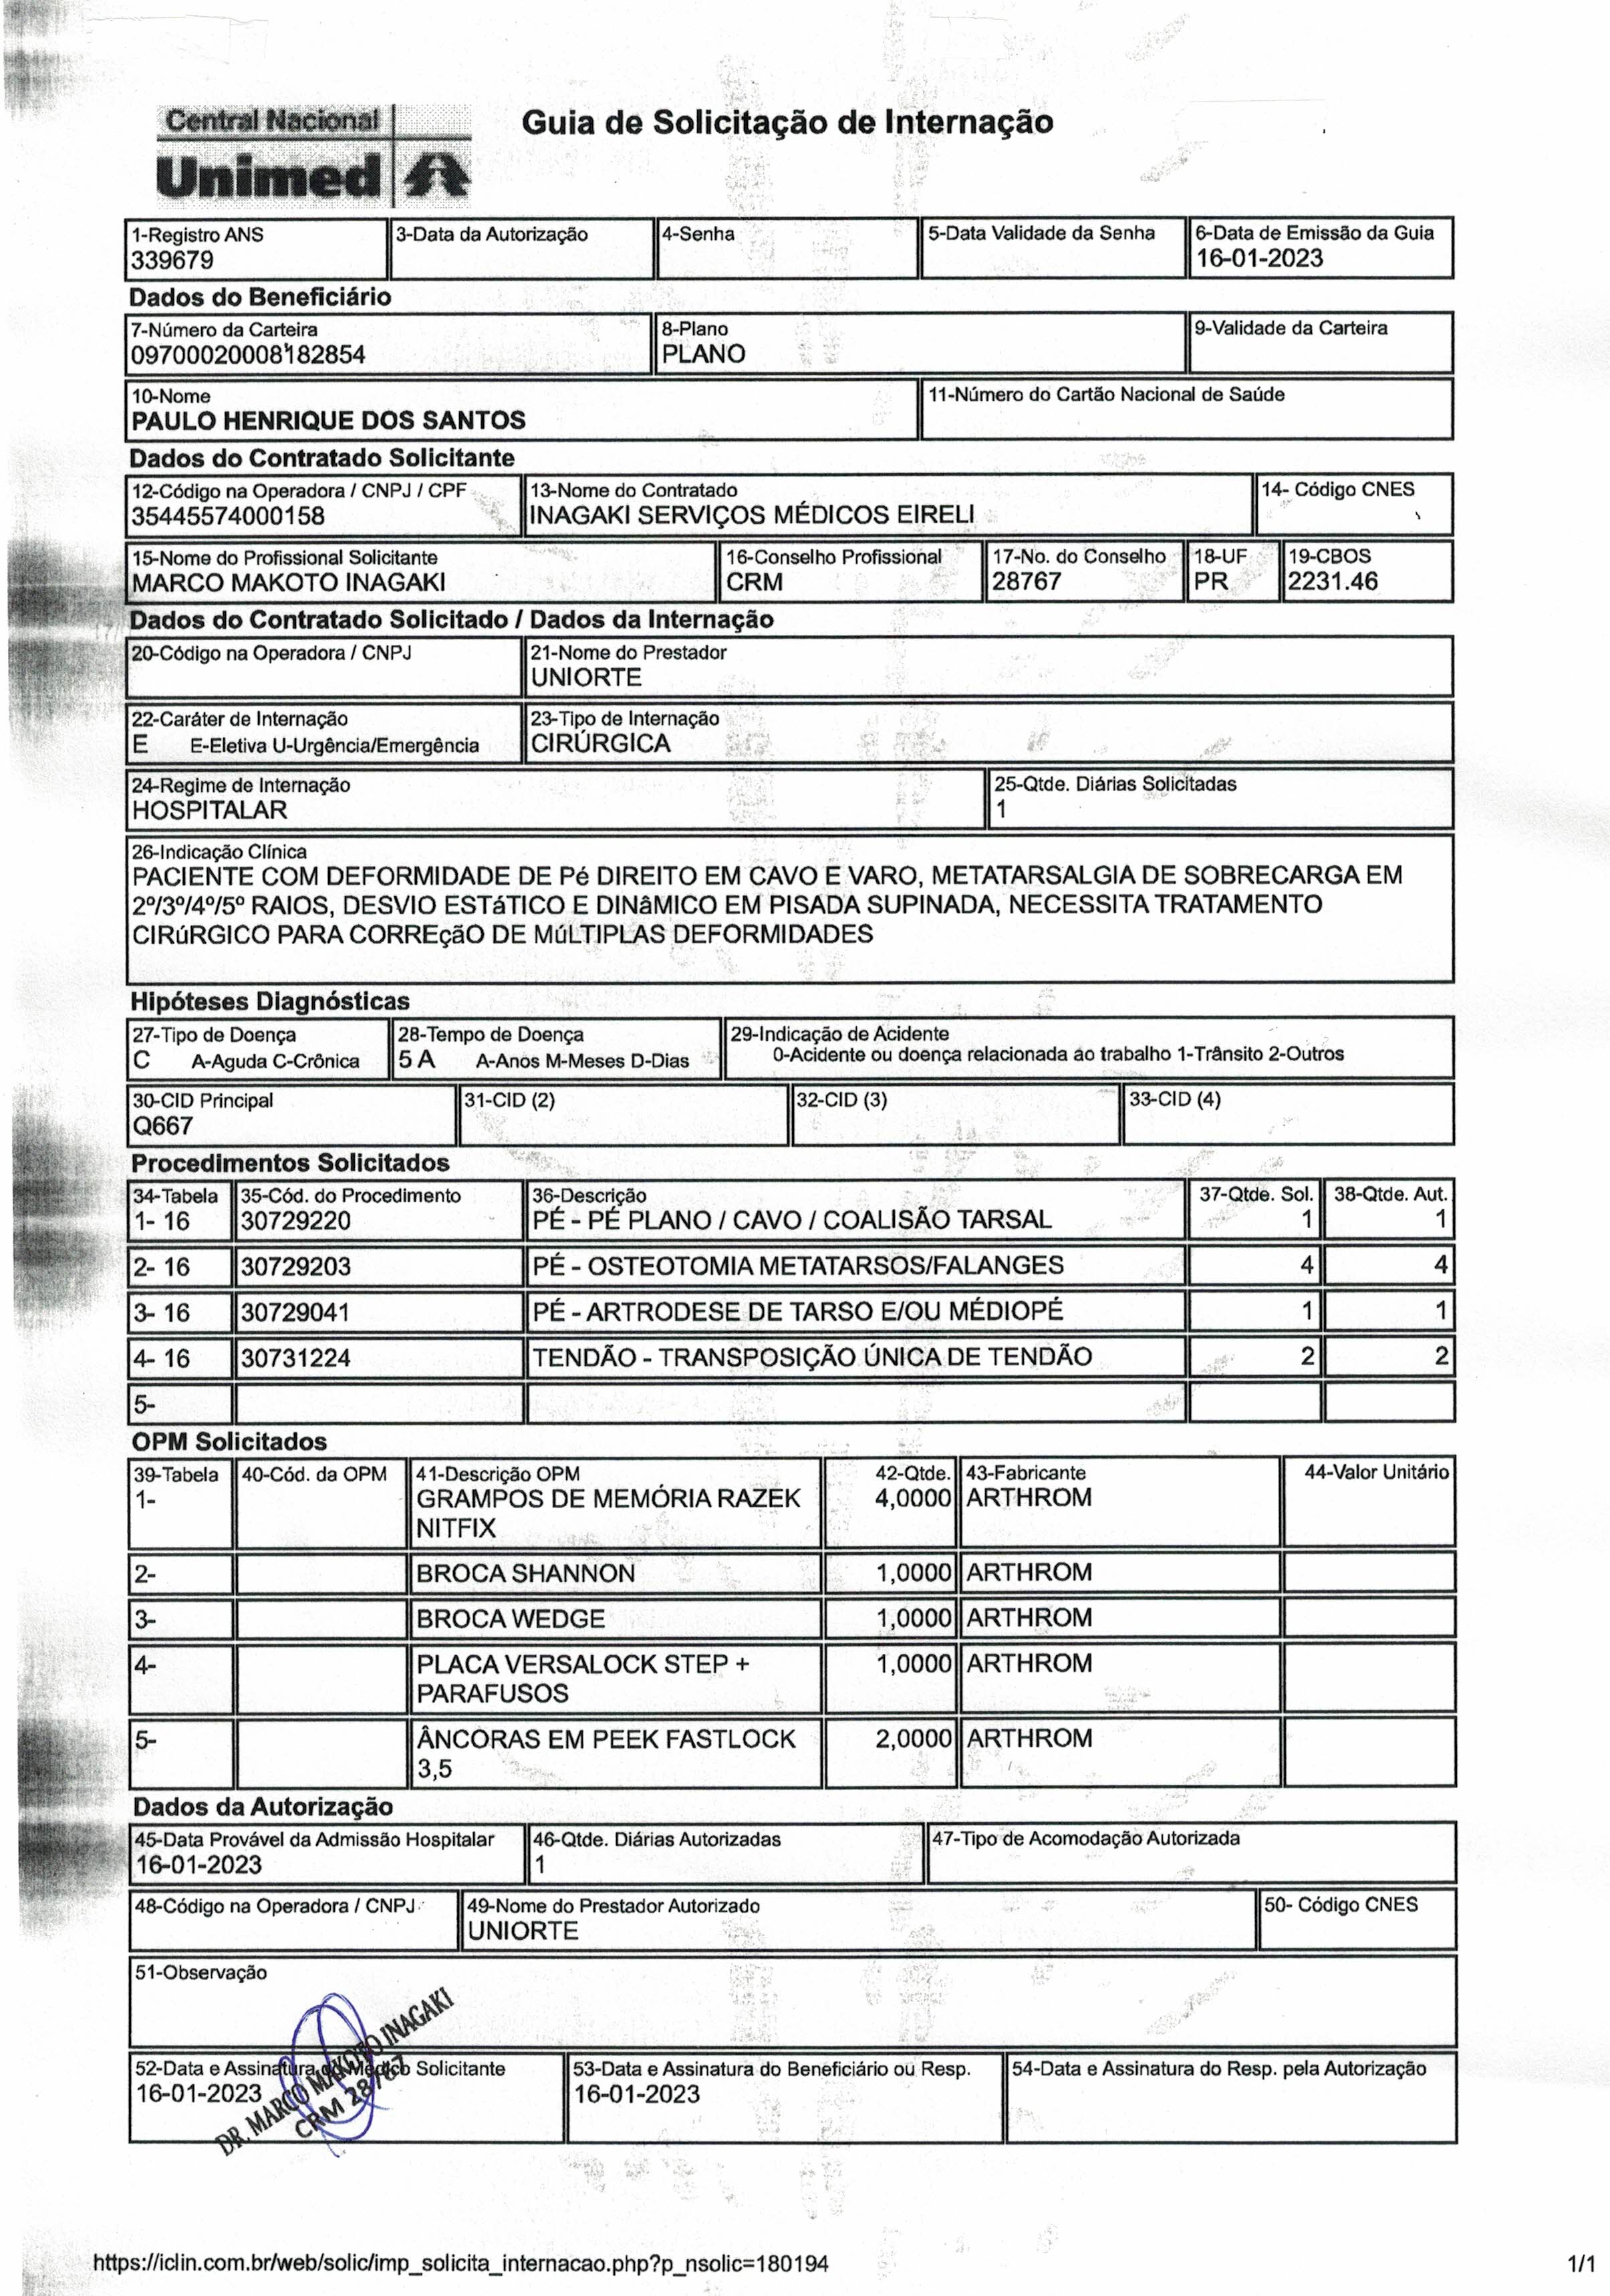 Central Nacional
Unimed
Guia de Solicitação de Internação
1-Registro ANS
339679
3-Data da Autorização
4-Senha
5-Data Validade da Senha
6-Data de Emissão da Guia
16-01-2023
Dados do Beneficiário
7-Número da Carteira
09700020008182854
8-Plano
PLANO
9-Validade da Carteira
10-Nome
PAULO HENRIQUE DOS SANTOS
11-Número do Cartão Nacional de Saúde
Dados do Contratado Solicitante
12-Código na Operadora / CNPJ / CPF
35445574000158
13-Nome do Contratado
INAGAKI SERVIÇOS MÉDICOS EIRELI
14- Código CNES
15-Nome do Profissional Solicitante
MARCO MAKOTO INAGAKI
16-Conselho Profissional
CRM
17-No. do Conselho
28767
18-UF
PR
19-CBOS
2231.46
Dados do Contratado Solicitado / Dados da Internação
20-Código na Operadora / CNPJ
21-Nome do Prestador
UNIORTE
22-Caráter de Internação
E E-Eletiva U-Urgência/Emergência
23-Tipo de Internação
CIRÚRGICA
24-Regime de Internação
HOSPITALAR
25-Qtde. Diárias Solicitadas
1
26-Indicação Clínica
PACIENTE COM DEFORMIDADE DE Pé DIREITO EM CAVO E VARO, METATARSALGIA DE SOBRECARGA EM
2º/3º/4º/5º RAIOS, DESVIO ESTáTICO E DINâMICO EM PISADA SUPINADA, NECESSITA TRATAMENTO
CIRúRGICO PARA CORREçãO DE MúLTIPLAS DEFORMIDADES
Hipóteses Diagnósticas
27-Tipo de Doença
C A-Aguda C-Crônica
28-Tempo de Doença
5 A A-Anos M-Meses D-Dias
29-Indicação de Acidente
0-Acidente ou doença relacionada ao trabalho 1-Trânsito 2-Outros
30-CID Principal
Q667
31-CID (2)
32-CID (3)
33-CID (4)
Procedimentos Solicitados
34-Tabela 35-Cód. do Procedimento 36-Descrição 37-Qtde. Sol. 38-Qtde. Aut.
1- 16 30729220 PÉ - PÉ PLANO / CAVO / COALISÃO TARSAL 1 1
2- 16 30729203 PÉ - OSTEOTOMIA METATARSOS/FALANGES 4 4
3- 16 30729041 PÉ - ARTRODESE DE TARSO E/OU MÉDIOPÉ 1 1
4- 16 30731224 TENDÃO - TRANSPOSIÇÃO ÚNICA DE TENDÃO 2 2
5-
OPM Solicitados
39-Tabela 40-Cód. da OPM 41-Descrição OPM 42-Qtde. 43-Fabricante 44-Valor Unitário
1- GRAMPOS DE MEMÓRIA RAZEK 4,0000 ARTHROM
NITFIX
2- BROCA SHANNON 1,0000 ARTHROM
3- BROCA WEDGE 1,0000 ARTHROM
4- PLACA VERSALOCK STEP + 1,0000 ARTHROM
PARAFUSOS
5- ÂNCORAS EM PEEK FASTLOCK 2,0000 ARTHROM
3,5
Dados da Autorização
45-Data Provável da Admissão Hospitalar
16-01-2023
46-Qtde. Diárias Autorizadas
1
47-Tipo de Acomodação Autorizada
48-Código na Operadora / CNPJ
49-Nome do Prestador Autorizado
UNIORTE
50- Código CNES
51-Observação
52-Data e Assinatura do Médico Solicitante
16-01-2023
DR. MARCO MAKOTO INAGAKI
CRM 28767
53-Data e Assinatura do Beneficiário ou Resp.
16-01-2023
54-Data e Assinatura do Resp. pela Autorização
https://iclin.com.br/web/solic/imp_solicita_internacao.php?p_nsolic=180194
1/1